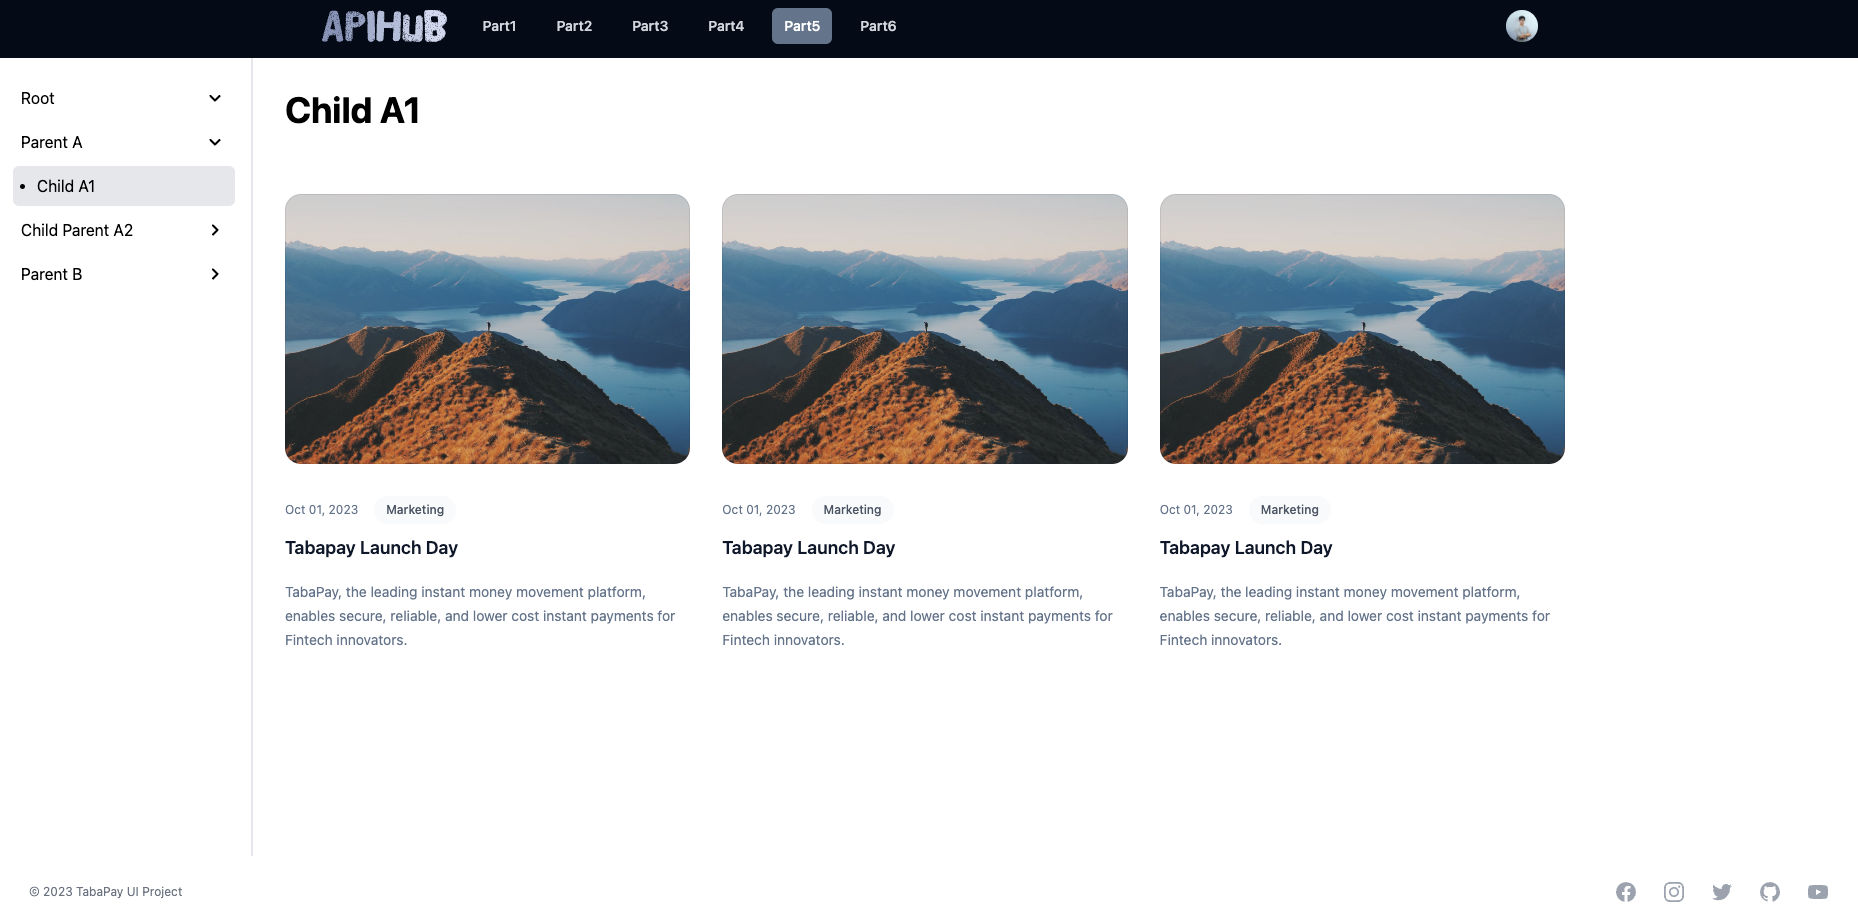 APIHUB
Part1
Part2
Part3
Part4
Part5
Part6
Root
Parent A
• Child A1
Child Parent A2
Parent B
Child A1
Oct 01, 2023 Marketing
Tabapay Launch Day
TabaPay, the leading instant money movement platform,
enables secure, reliable, and lower cost instant payments for
Fintech innovators.
Oct 01, 2023 Marketing
Tabapay Launch Day
TabaPay, the leading instant money movement platform,
enables secure, reliable, and lower cost instant payments for
Fintech innovators.
Oct 01, 2023 Marketing
Tabapay Launch Day
TabaPay, the leading instant money movement platform,
enables secure, reliable, and lower cost instant payments for
Fintech innovators.
© 2023 TabaPay UI Project